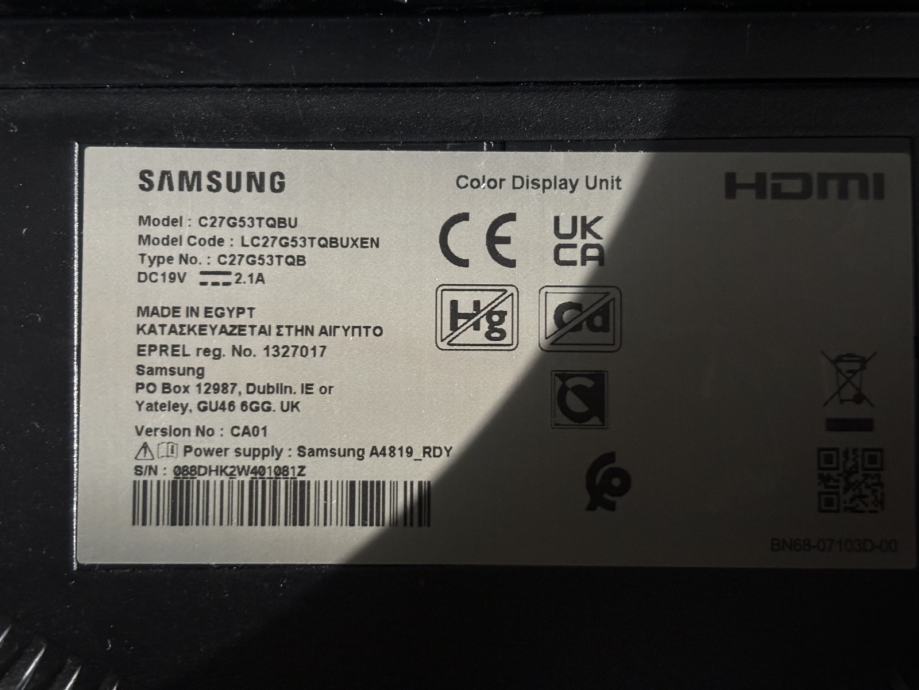 SAMSUNG
Color Display Unit
HDMI
Model : C27G53TQBU
Model Code : LC27G53TQBUXEN
Type No. : C27G53TQB
DC19V 2.1A
CE
UK
CA
Hg
Cd
MADE IN EGYPT
ΚΑΤΑΣΚΕΥΑΖΕΤΑΙ ΣΤΗΝ ΑΙΓΥΠΤΟ
EPREL reg. No. 1327017
Samsung
PO Box 12987, Dublin. IE or
Yateley, GU46 6GG. UK
Version No : CA01
Power supply : Samsung A4819_RDY
S/N : 088DHK2W401081Z
BN68-07103D-00